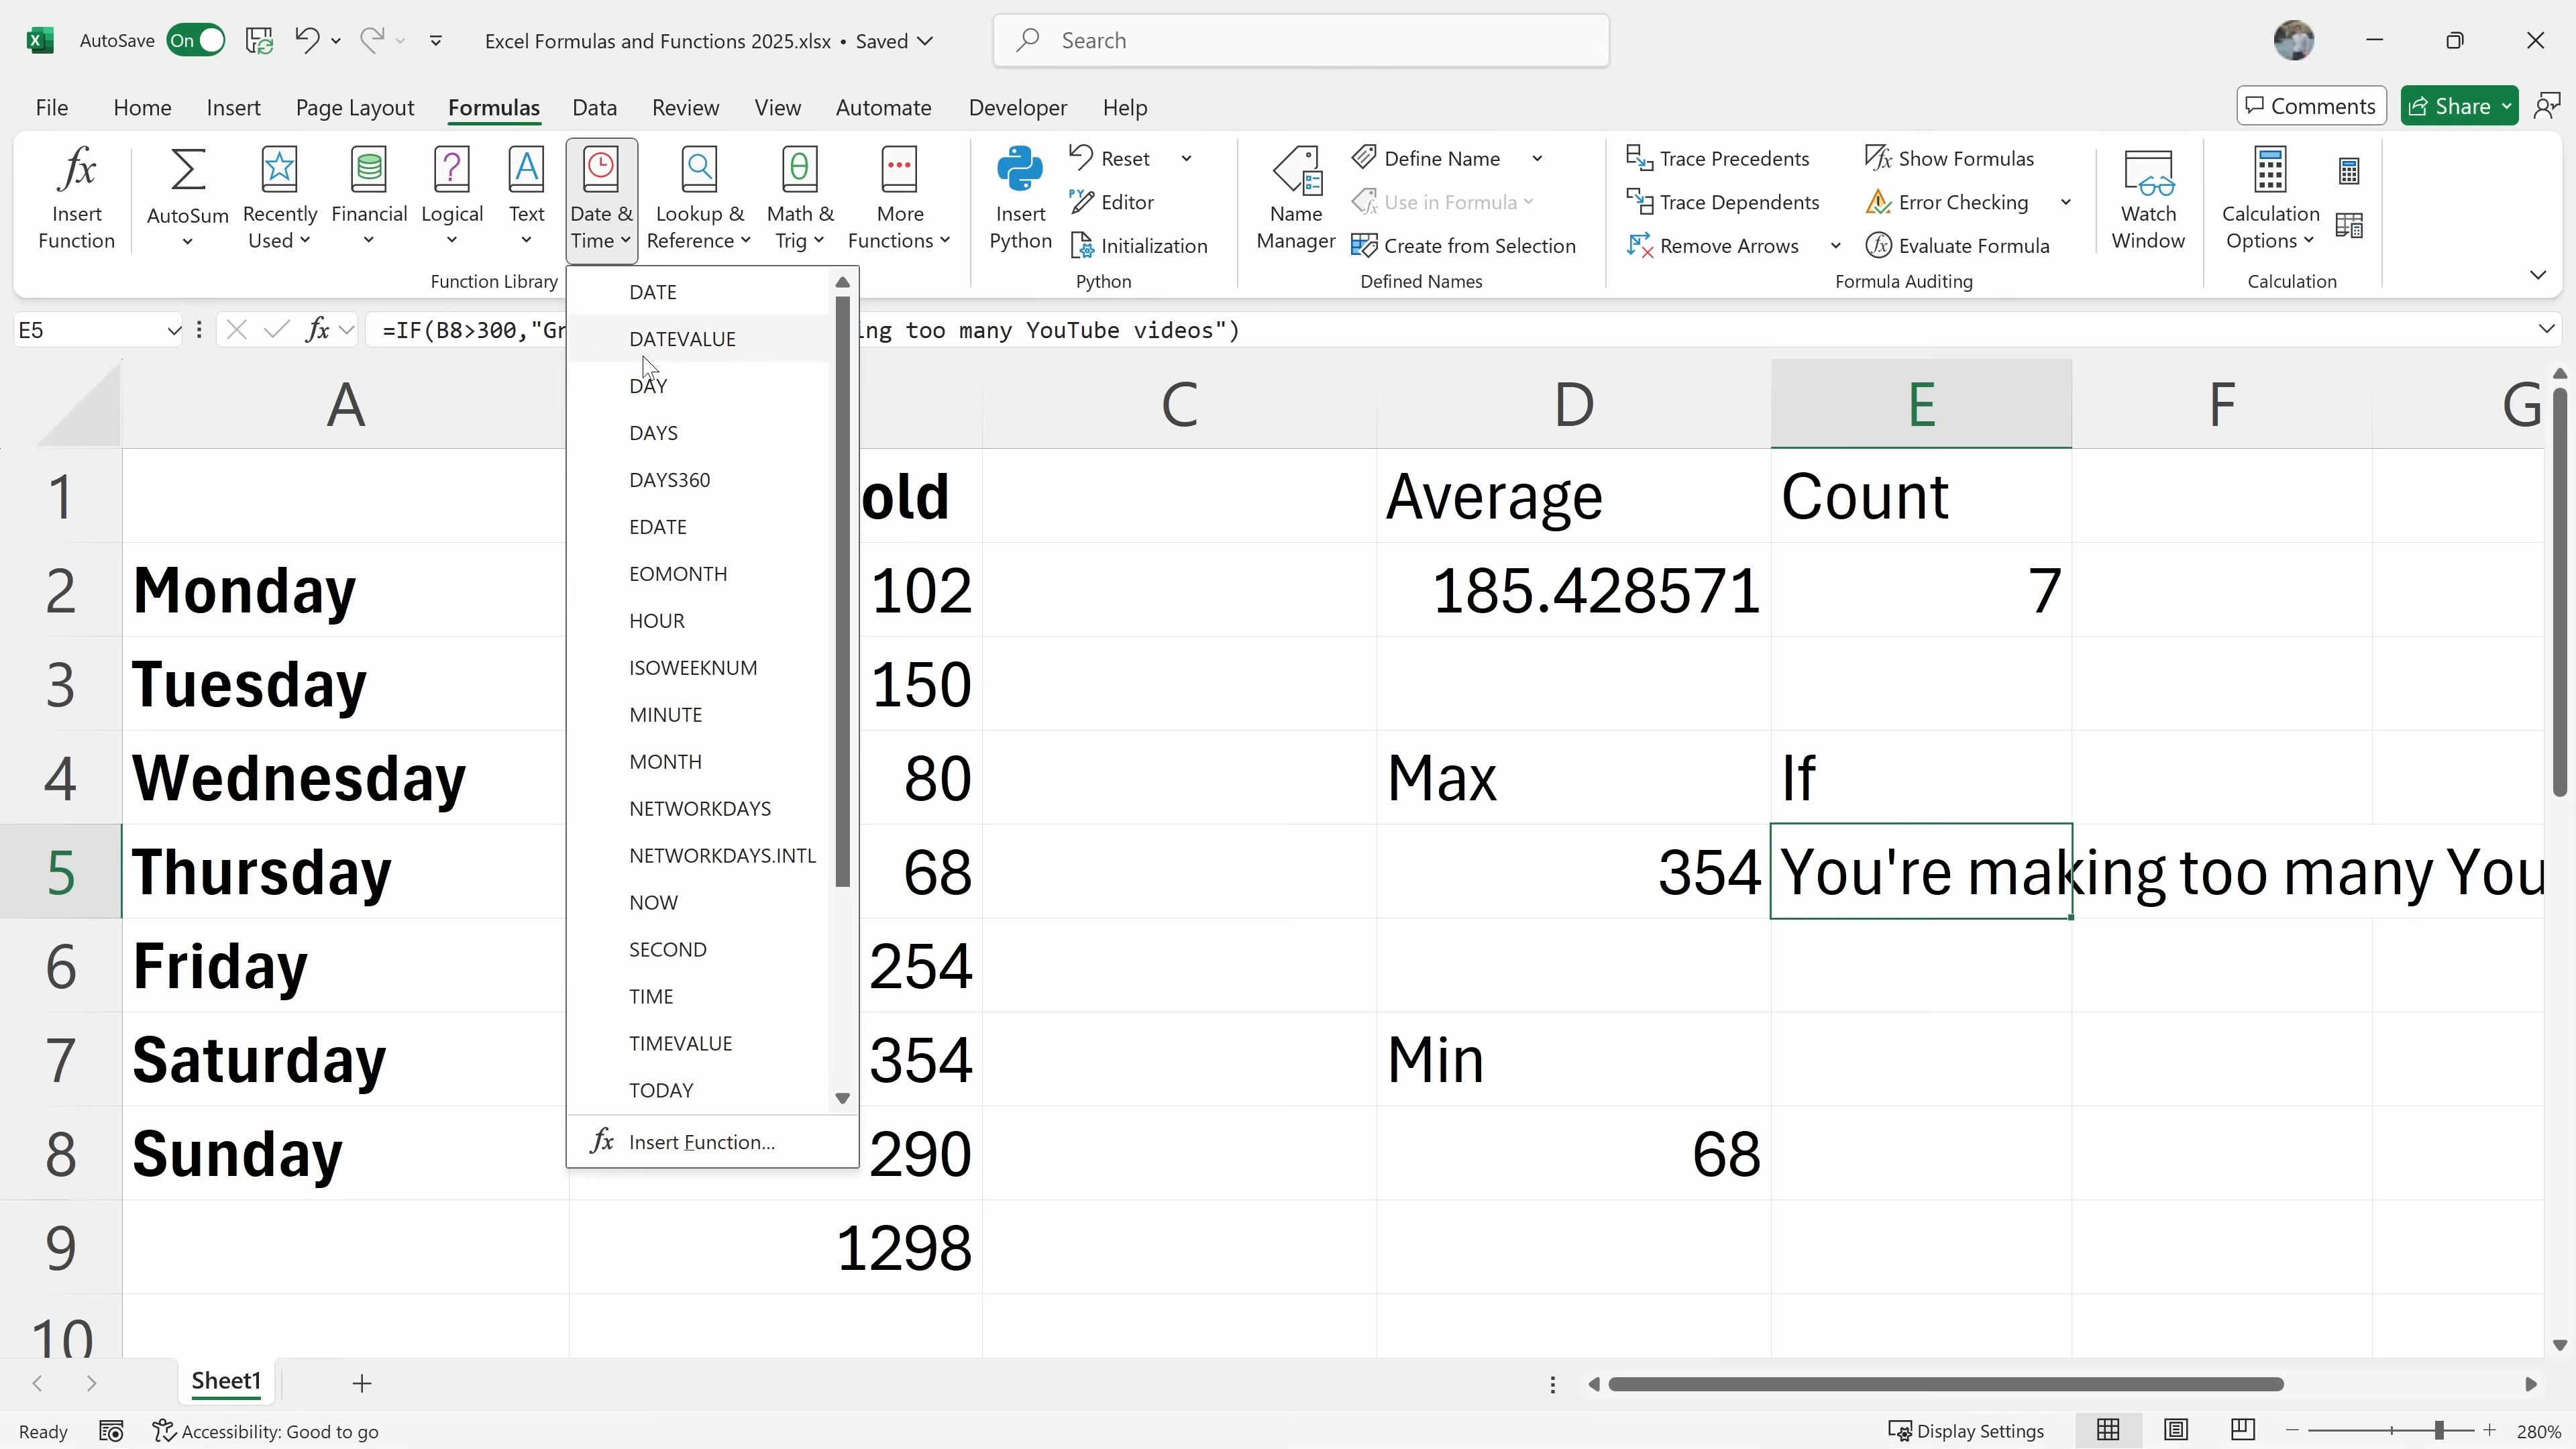 AutoSave On Excel Formulas and Functions 2025.xlsx • Saved Search
File Home Insert Page Layout Formulas Data Review View Automate Developer Help Comments Share
Insert Function
AutoSum
Recently Used
Financial
Logical
Text
Date & Time
Lookup & Reference
Math & Trig
More Functions
Function Library
Insert Python
Reset
Editor
Initialization
Python
Name Manager
Define Name
Use in Formula
Create from Selection
Defined Names
Trace Precedents
Trace Dependents
Remove Arrows
Show Formulas
Error Checking
Evaluate Formula
Formula Auditing
Watch Window
Calculation Options
Calculation
E5 fx =IF(B8>300,"Gr ing too many YouTube videos")
DATE
DATEVALUE
DAY
DAYS
DAYS360
EDATE
EOMONTH
HOUR
ISOWEEKNUM
MINUTE
MONTH
NETWORKDAYS
NETWORKDAYS.INTL
NOW
SECOND
TIME
TIMEVALUE
TODAY
fx Insert Function...
A C D E F G
1 old Average Count
2 Monday 102 185.428571 7
3 Tuesday 150
4 Wednesday 80 Max If
5 Thursday 68 354 You're making too many You
6 Friday 254
7 Saturday 354 Min
8 Sunday 290 68
9 1298
10
Sheet1
Ready Accessibility: Good to go Display Settings 280%